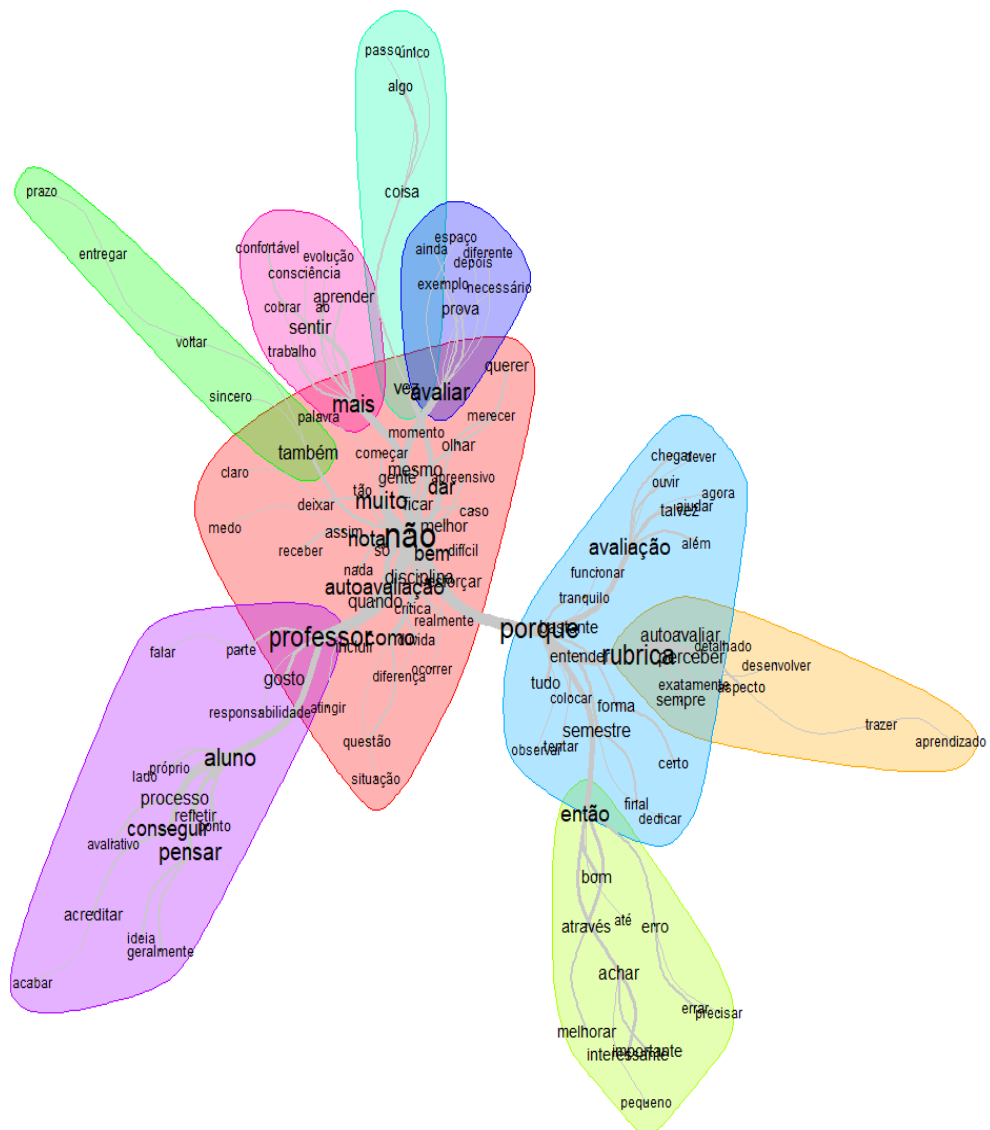 passo único
algo
coisa
prazo
entregar
voltar
sincero
também
confortável
evolução
consciência
ao
aprender
cobrar
sentir
trabalho
mais
palavra
espaço
ainda
diferente
depois
exemplo
necessário
prova
vez
avaliar
querer
merecer
momento
olhar
começar
mesmo
gente
apreensivo
claro
tão
dar
muito
ficar
deixar
caso
medo
assim
melhor
não
nota
receber
só
bem
difícil
nada
disciplina
esforçar
autoavaliação
quando
crítica
realmente
professor
como
dúvida
incluir
ocorrer
diferença
falar
parte
gosto
responsabilidade
atingir
questão
situação
aluno
próprio
lado
processo
refletir
ponto
conseguir
avaliativo
pensar
acreditar
ideia
geralmente
acabar
chegar
dever
ouvir
agora
ajudar
talvez
além
avaliação
funcionar
tranquilo
porque
bastante
autoavaliar
detalhado
entender
rubrica
perceber
desenvolver
tudo
exatamente
aspecto
colocar
sempre
forma
trazer
semestre
aprendizado
observar
tentar
certo
final
dedicar
então
bom
até
através
erro
achar
errar
precisar
melhorar
importante
interessante
pequeno